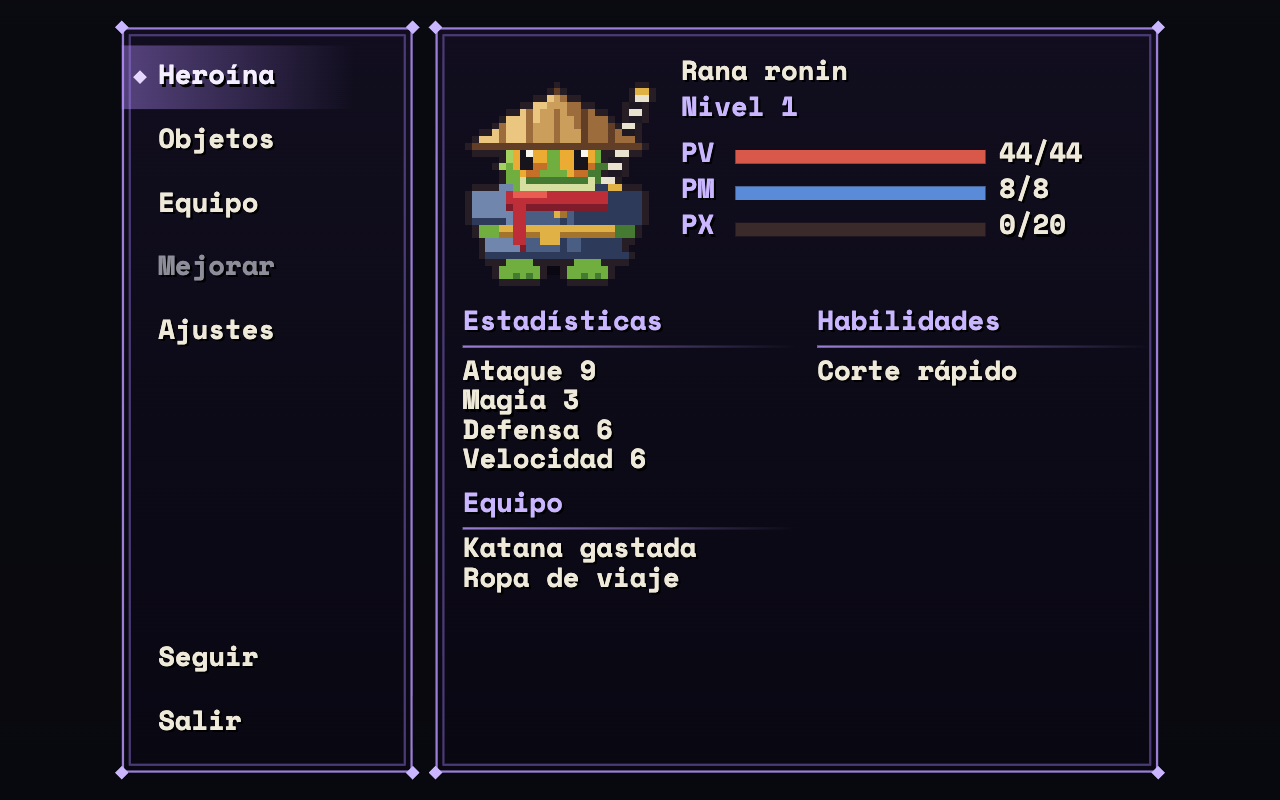 Heroína
Objetos
Equipo
Mejorar
Ajustes
Seguir
Salir
Rana ronin
Nivel 1
PV 44/44
PM 8/8
PX 0/20
Estadísticas
Ataque 9
Magia 3
Defensa 6
Velocidad 6
Equipo
Katana gastada
Ropa de viaje
Habilidades
Corte rápido